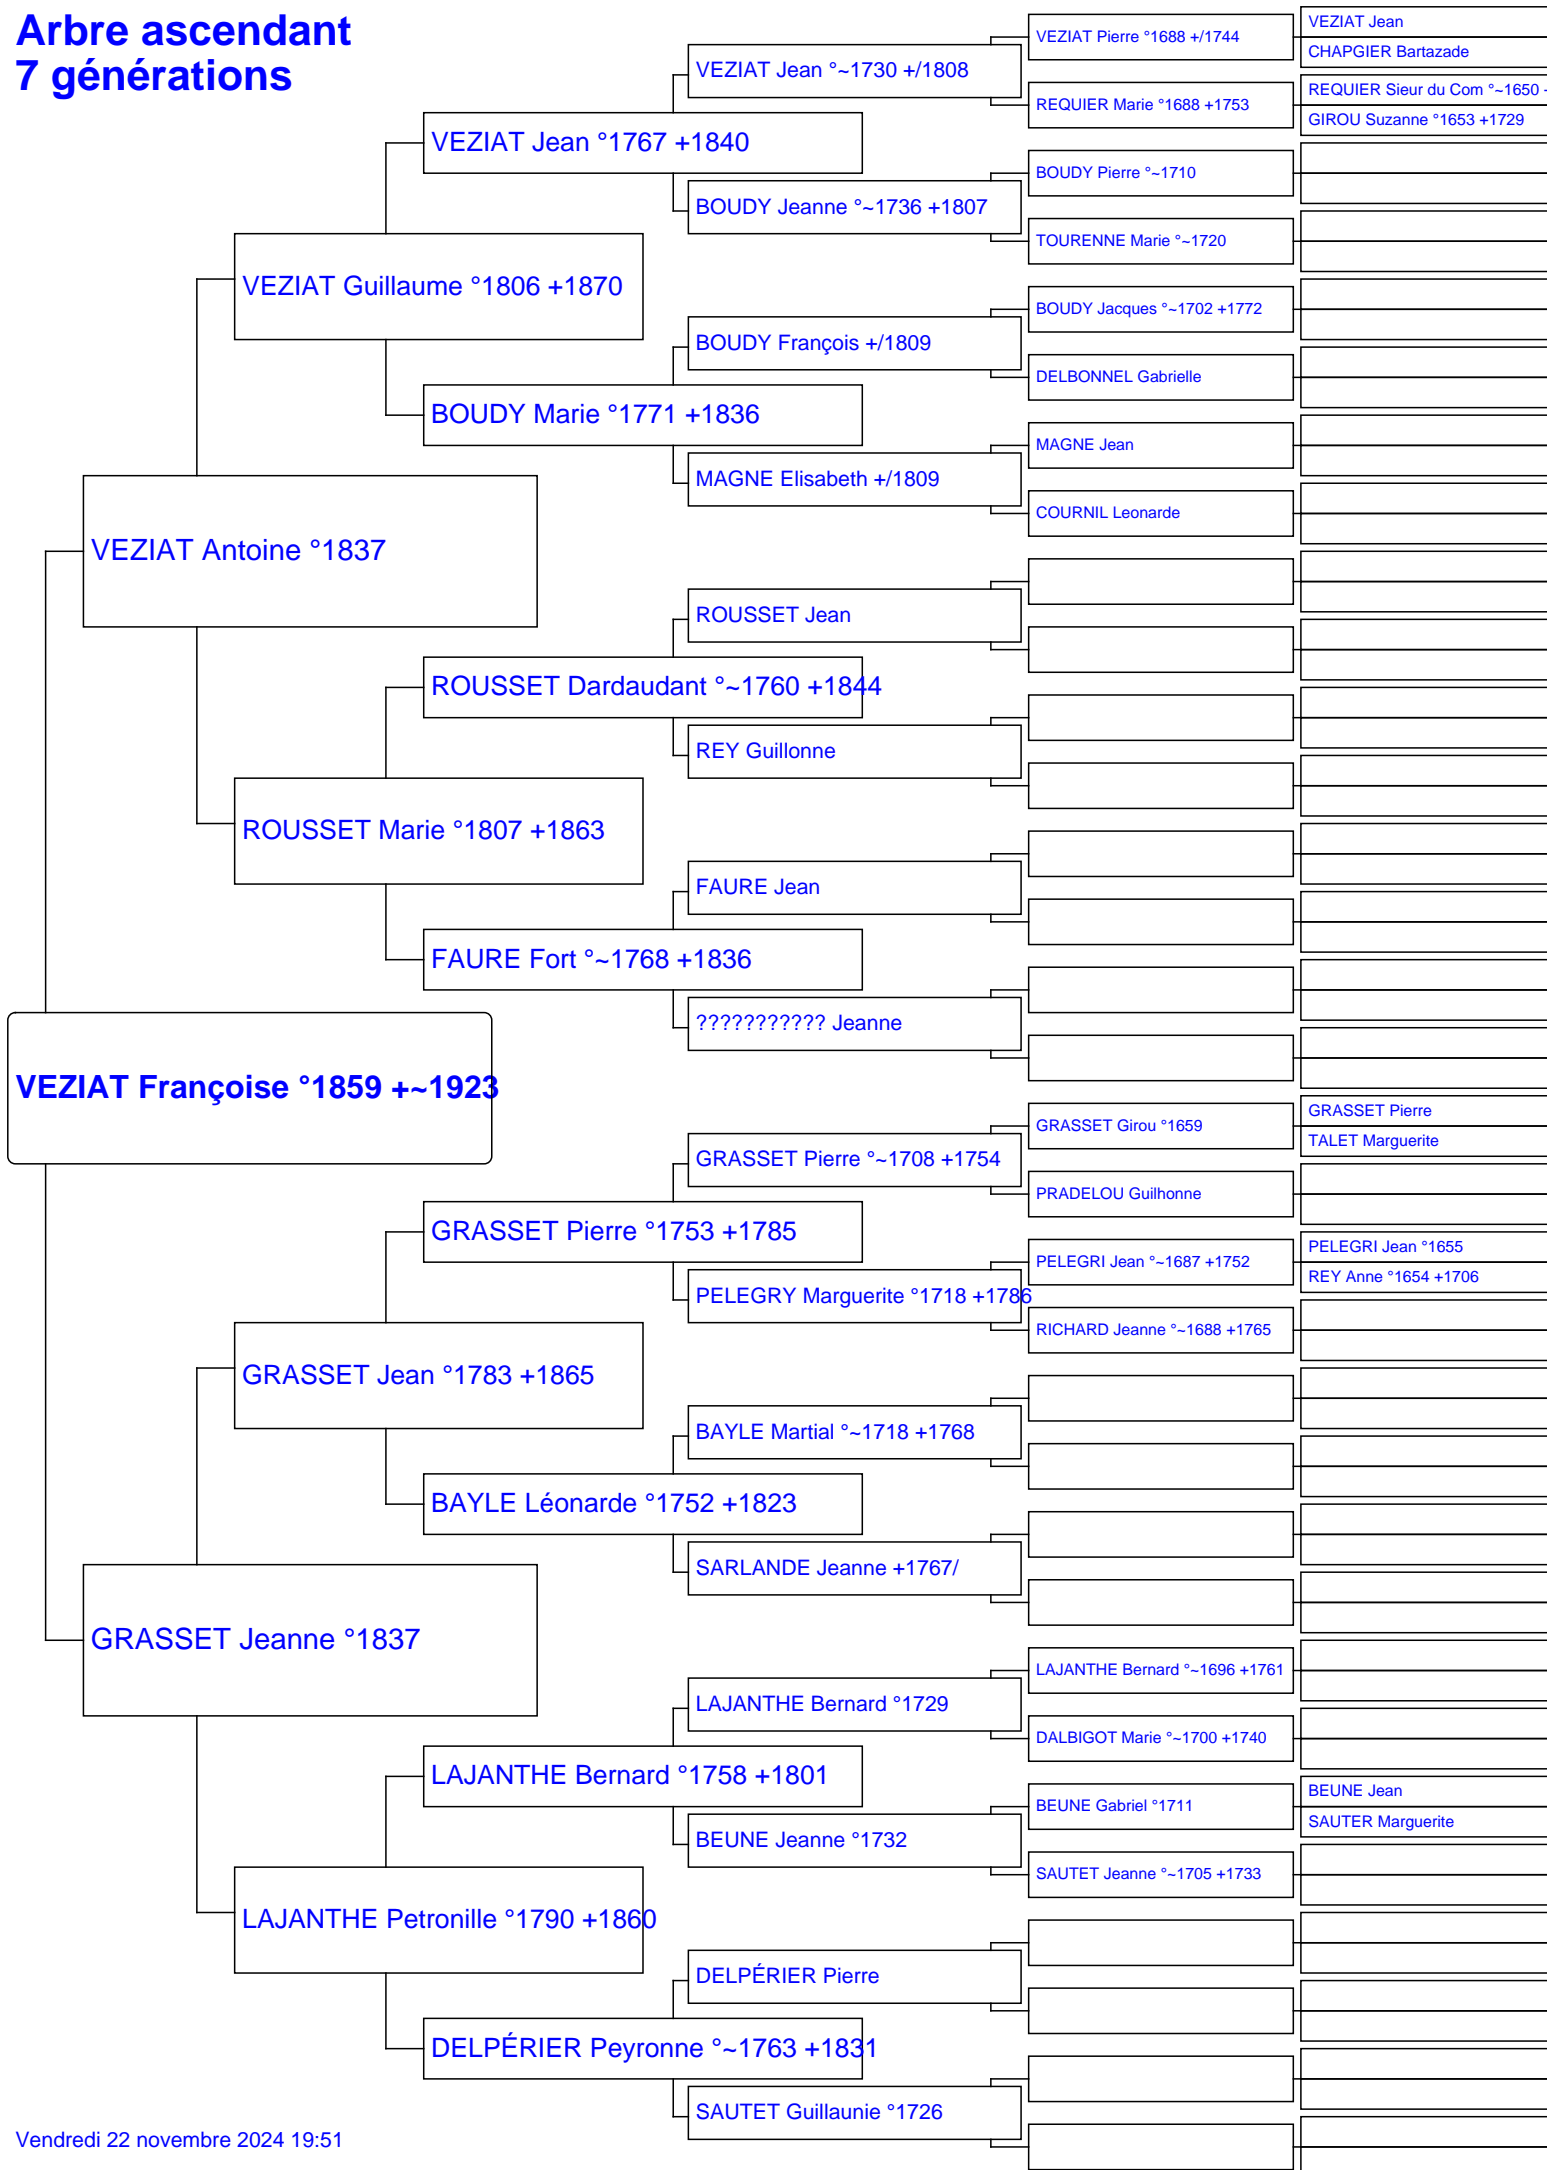 Arbre ascendant
7 générations
VEZIAT Françoise °1859 +~1923
VEZIAT Antoine °1837
GRASSET Jeanne °1837
VEZIAT Guillaume °1806 +1870
ROUSSET Marie °1807 +1863
GRASSET Jean °1783 +1865
LAJANTHE Petronille °1790 +1860
VEZIAT Jean °1767 +1840
BOUDY Marie °1771 +1836
ROUSSET Dardaudant °~1760 +1844
FAURE Fort °~1768 +1836
GRASSET Pierre °1753 +1785
BAYLE Léonarde °1752 +1823
LAJANTHE Bernard °1758 +1801
DELPÉRIER Peyronne °~1763 +1831
VEZIAT Jean °~1730 +/1808
BOUDY Jeanne °~1736 +1807
BOUDY François +/1809
MAGNE Elisabeth +/1809
ROUSSET Jean
REY Guillonne
FAURE Jean
??????????? Jeanne
GRASSET Pierre °~1708 +1754
PELEGRY Marguerite °1718 +1786
BAYLE Martial °~1718 +1768
SARLANDE Jeanne +1767/
LAJANTHE Bernard °1729
BEUNE Jeanne °1732
DELPÉRIER Pierre
SAUTET Guillaunie °1726
VEZIAT Pierre °1688 +/1744
REQUIER Marie °1688 +1753
BOUDY Pierre °~1710
TOURENNE Marie °~1720
BOUDY Jacques °~1702 +1772
DELBONNEL Gabrielle
MAGNE Jean
COURNIL Leonarde
GRASSET Girou °1659
PRADELOU Guilhonne
PELEGRI Jean °~1687 +1752
RICHARD Jeanne °~1688 +1765
LAJANTHE Bernard °~1696 +1761
DALBIGOT Marie °~1700 +1740
BEUNE Gabriel °1711
SAUTET Jeanne °~1705 +1733
VEZIAT Jean
CHAPGIER Bartazade
REQUIER Sieur du Com °~1650
GIROU Suzanne °1653 +1729
GRASSET Pierre
TALET Marguerite
PELEGRI Jean °1655
REY Anne °1654 +1706
BEUNE Jean
SAUTER Marguerite
Vendredi 22 novembre 2024 19:51